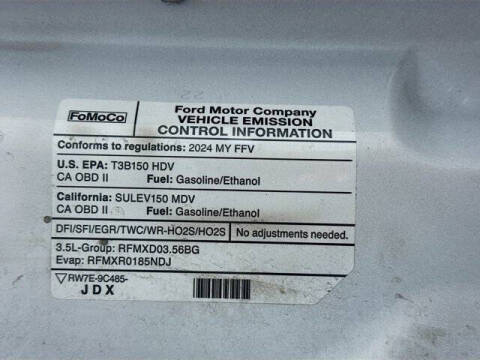 FoMoCo
Ford Motor Company
VEHICLE EMISSION
CONTROL INFORMATION
Conforms to regulations: 2024 MY FFV
U.S. EPA: T3B150 HDV
CA OBD II Fuel: Gasoline/Ethanol
California: SULEV150 MDV
CA OBD II Fuel: Gasoline/Ethanol
DFI/SFI/EGR/TWC/WR-HO2S/HO2S
No adjustments needed.
3.5L-Group: RFMXD03.56BG
Evap: RFMXR0185NDJ
RW7E-9C485-
JDX